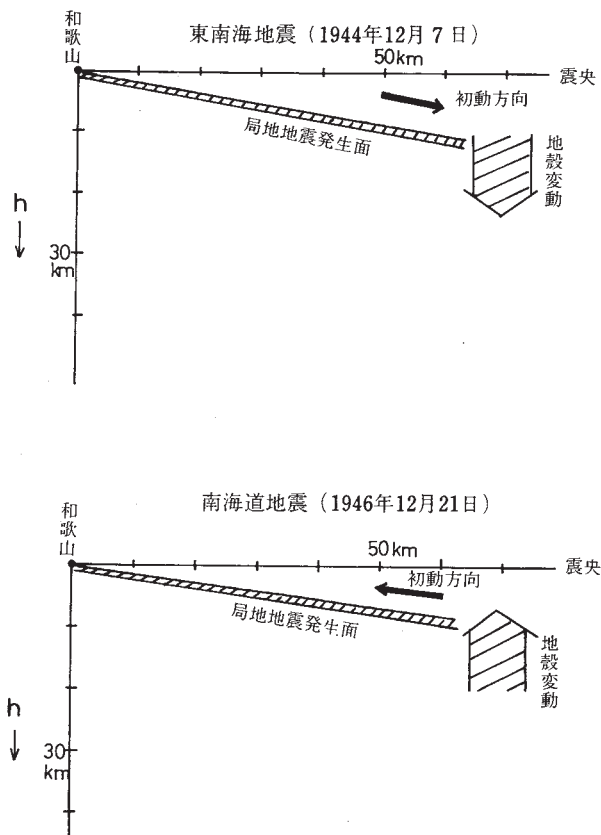 東南海地震（1944年12月7日）
和歌山
50km
震央
初動方向
局地地震発生面
地殻変動
h
30
km
南海道地震（1946年12月21日）
和歌山
50km
震央
初動方向
局地地震発生面
地殻変動
h
30
km